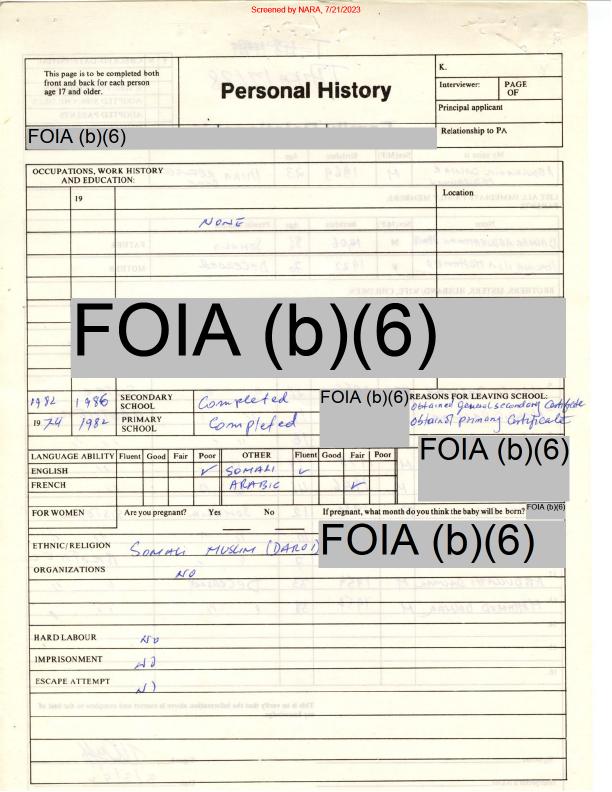 Screened by NARA, 7/21/2023
This page is to be completed both
front and back for each person
age 17 and older.
Personal History
K.
Interviewer:
PAGE
OF
Principal applicant
Relationship to PA
FOIA (b)(6)
OCCUPATIONS, WORK HISTORY
AND EDUCATION:
19
Location
NONE
FOIA (b)(6)
1982 1986 SECONDARY SCHOOL Completed
1974 1982 PRIMARY SCHOOL Completed
FOIA (b)(6)
REASONS FOR LEAVING SCHOOL:
obtained general secondary Certificate
obtained primary Certificate
FOIA (b)(6)
LANGUAGE ABILITY Fluent Good Fair Poor OTHER Fluent Good Fair Poor
ENGLISH ✓ SOMALI ✓
FRENCH ARABIC ✓
FOR WOMEN Are you pregnant? Yes No If pregnant, what month do you think the baby will be born? FOIA (b)(6)
ETHNIC/RELIGION SOMALI MUSLIM (DAROD)
FOIA (b)(6)
ORGANIZATIONS NO
HARD LABOUR NO
IMPRISONMENT NO
ESCAPE ATTEMPT NO